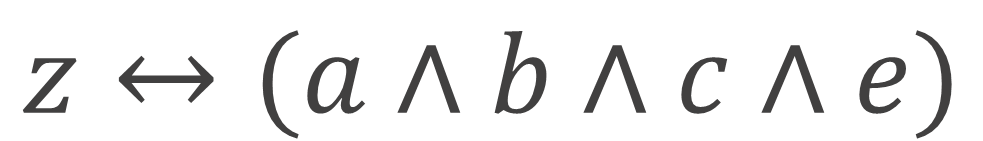 z ↔ (a ∧ b ∧ c ∧ e)